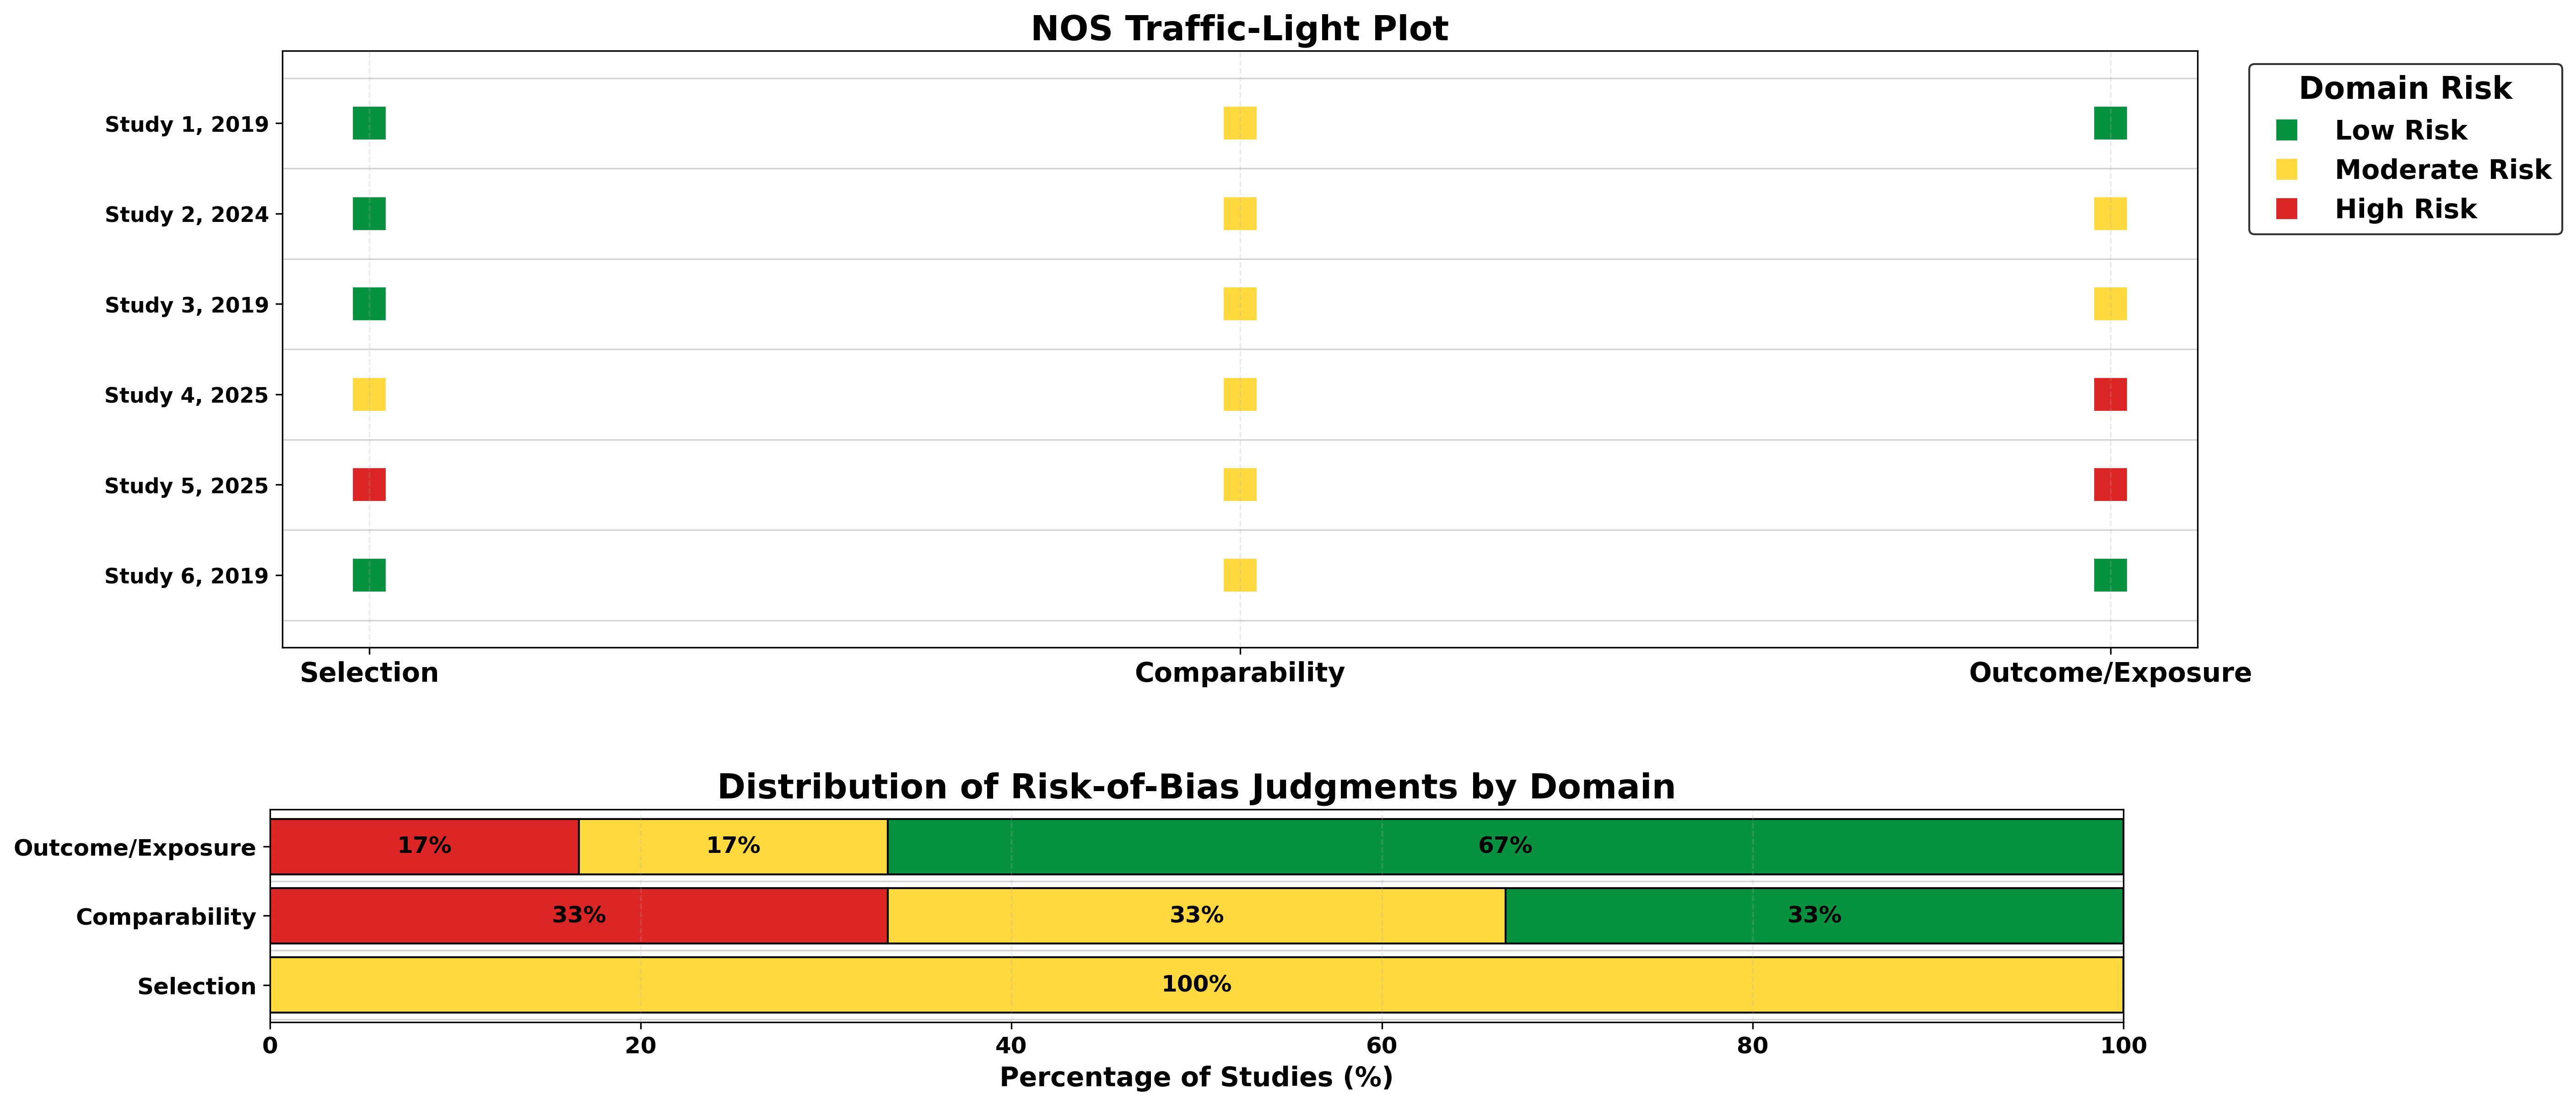 NOS Traffic-Light Plot
Domain Risk
Low Risk
Moderate Risk
High Risk
Study 1, 2019
Study 2, 2024
Study 3, 2019
Study 4, 2025
Study 5, 2025
Study 6, 2019
Selection Comparability Outcome/Exposure
Distribution of Risk-of-Bias Judgments by Domain
Outcome/Exposure 17% 17% 67%
Comparability 33% 33% 33%
Selection 100%
0 20 40 60 80 100
Percentage of Studies (%)